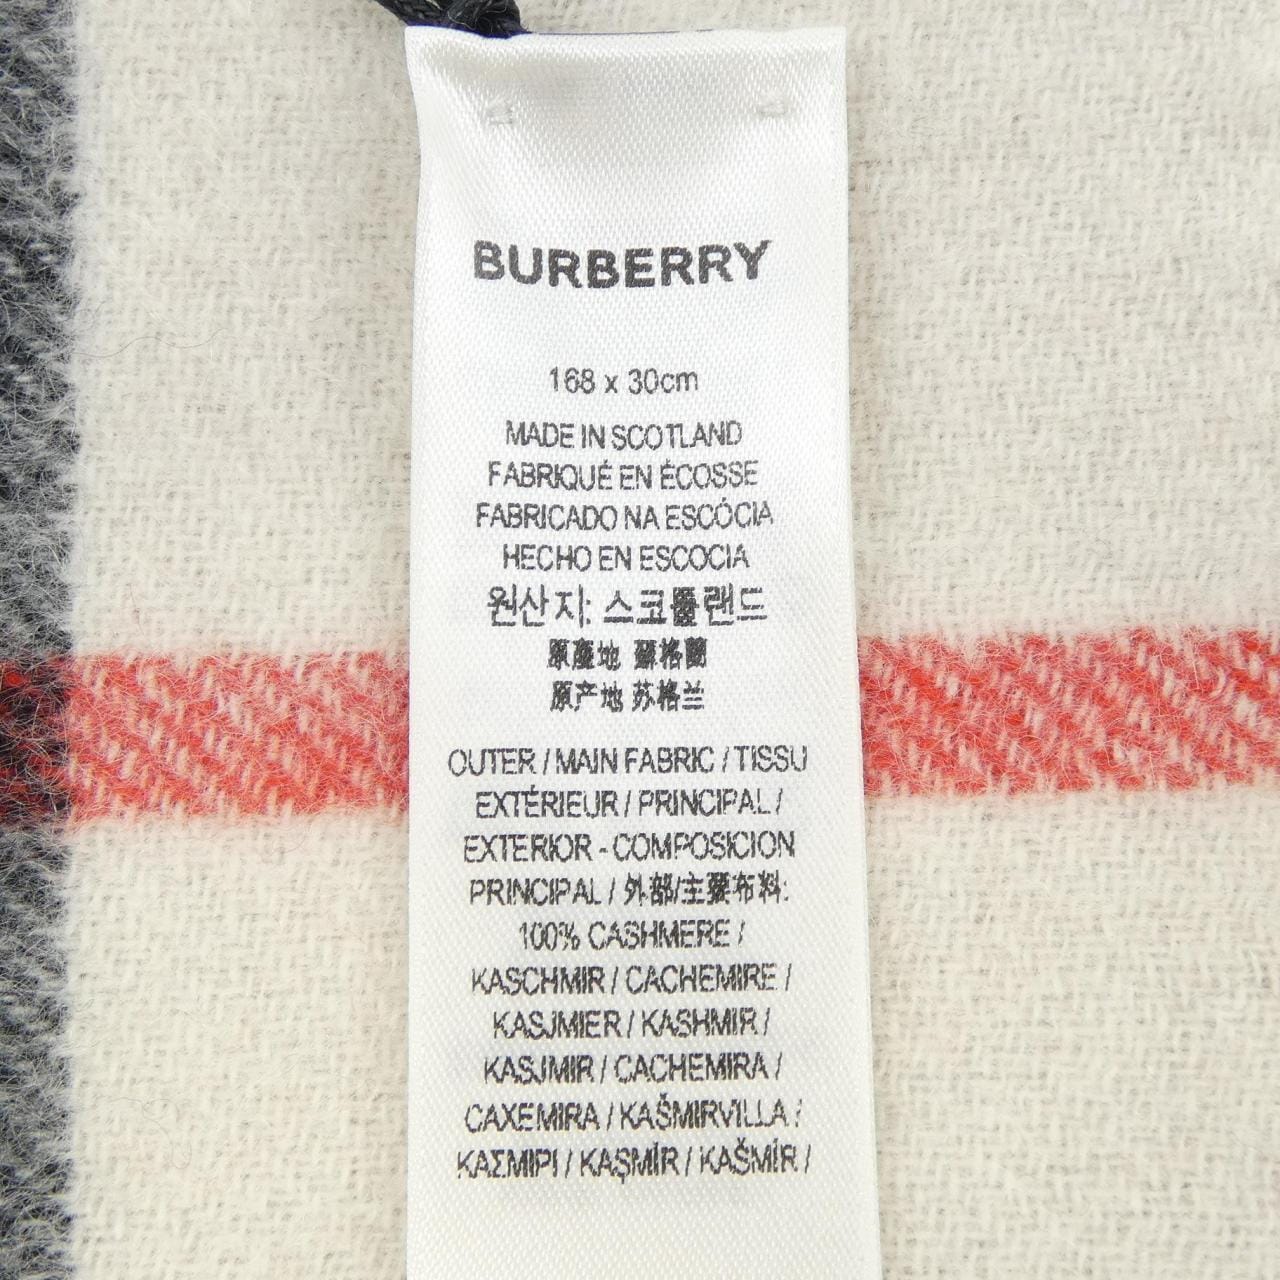 BURBERRY
168 x 30cm
MADE IN SCOTLAND
FABRIQUÉ EN ÉCOSSE
FABRICADO NA ESCÓCIA
HECHO EN ESCOCIA
원산지: 스코틀랜드
原產地 蘇格蘭
原产地 苏格兰
OUTER / MAIN FABRIC / TISSU
EXTÉRIEUR / PRINCIPAL /
EXTERIOR - COMPOSICION
PRINCIPAL / 外部/主要布料:
100% CASHMERE /
KASCHMIR / CACHEMIRE /
KASJMIER / KASHMIR /
KASJMIR / CACHEMIRA /
CAXEMIRA / KAŠMIRVILLA /
ΚΑΣΜΙΡΙ / KAŞMİR / KAŠMÍR /